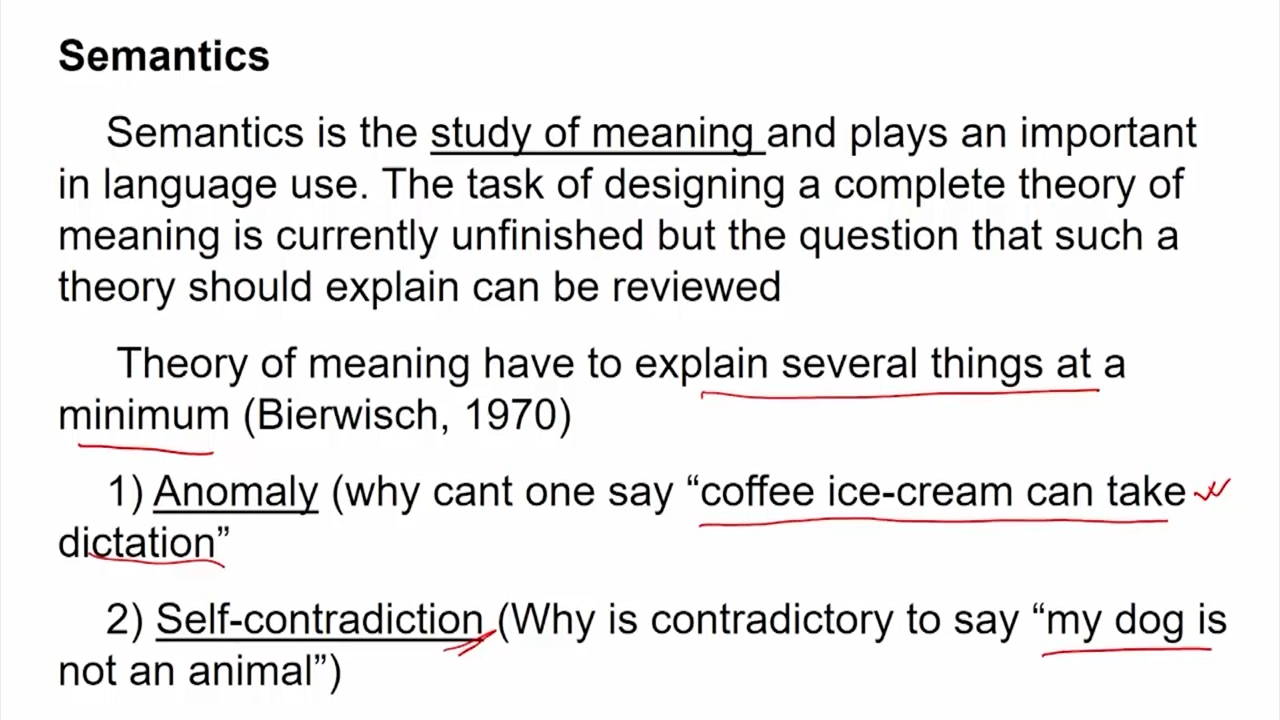 Semantics
Semantics is the study of meaning and plays an important
in language use. The task of designing a complete theory of
meaning is currently unfinished but the question that such a
theory should explain can be reviewed
Theory of meaning have to explain several things at a
minimum (Bierwisch, 1970)
1) Anomaly (why cant one say “coffee ice-cream can take
dictation”
2) Self-contradiction (Why is contradictory to say “my dog is
not an animal”)